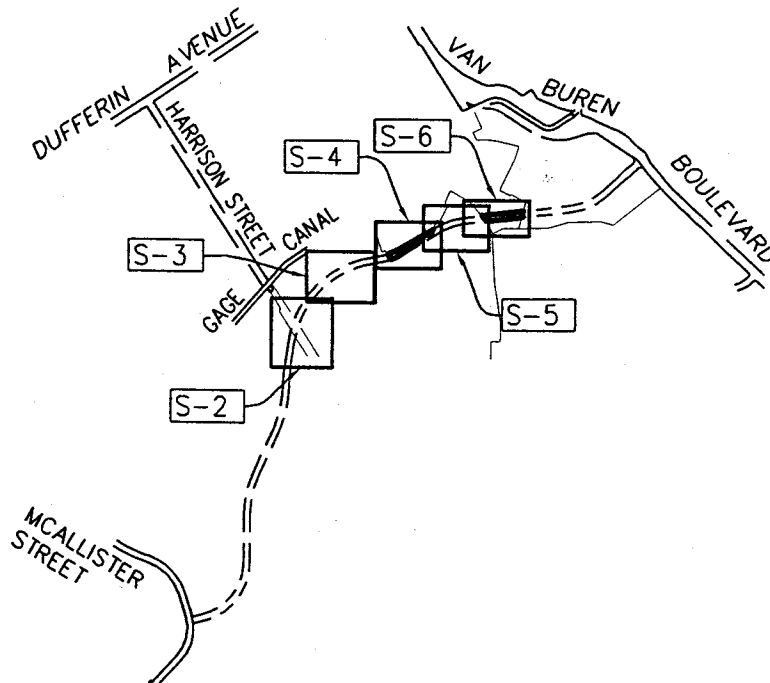 DUFFERIN AVENUE
VAN
BUREN
BOULEVARD
HARRISON STREET
S-4
S-6
S-3
GAGE CANAL
S-5
S-2
MCALLISTER
STREET